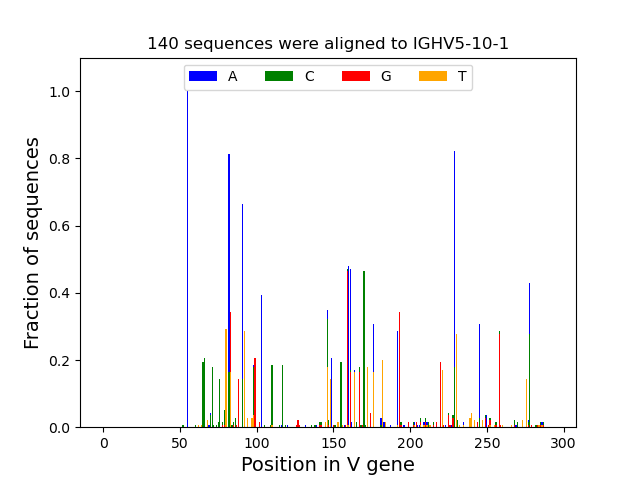 140 sequences were aligned to IGHV5-10-1
A C G T
1.0
0.8
0.6
0.4
0.2
0.0
Fraction of sequences
0 50 100 150 200 250 300
Position in V gene